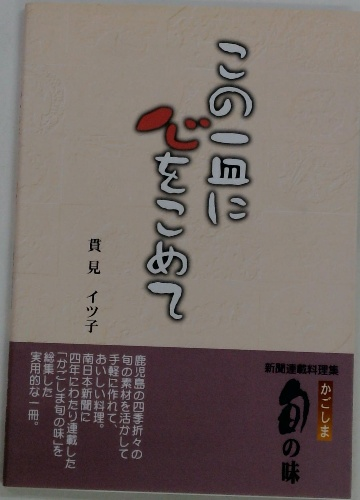 この一皿に
心をこめて
貫見 イツ子
新聞連載料理集
かごしま
旬の味
鹿児島の四季折々の
旬の素材を活かして
手軽に作れて、
おいしい料理。
南日本新聞に
四年にわたり連載した
「かごしま旬の味」を
総集した
実用的な一冊。